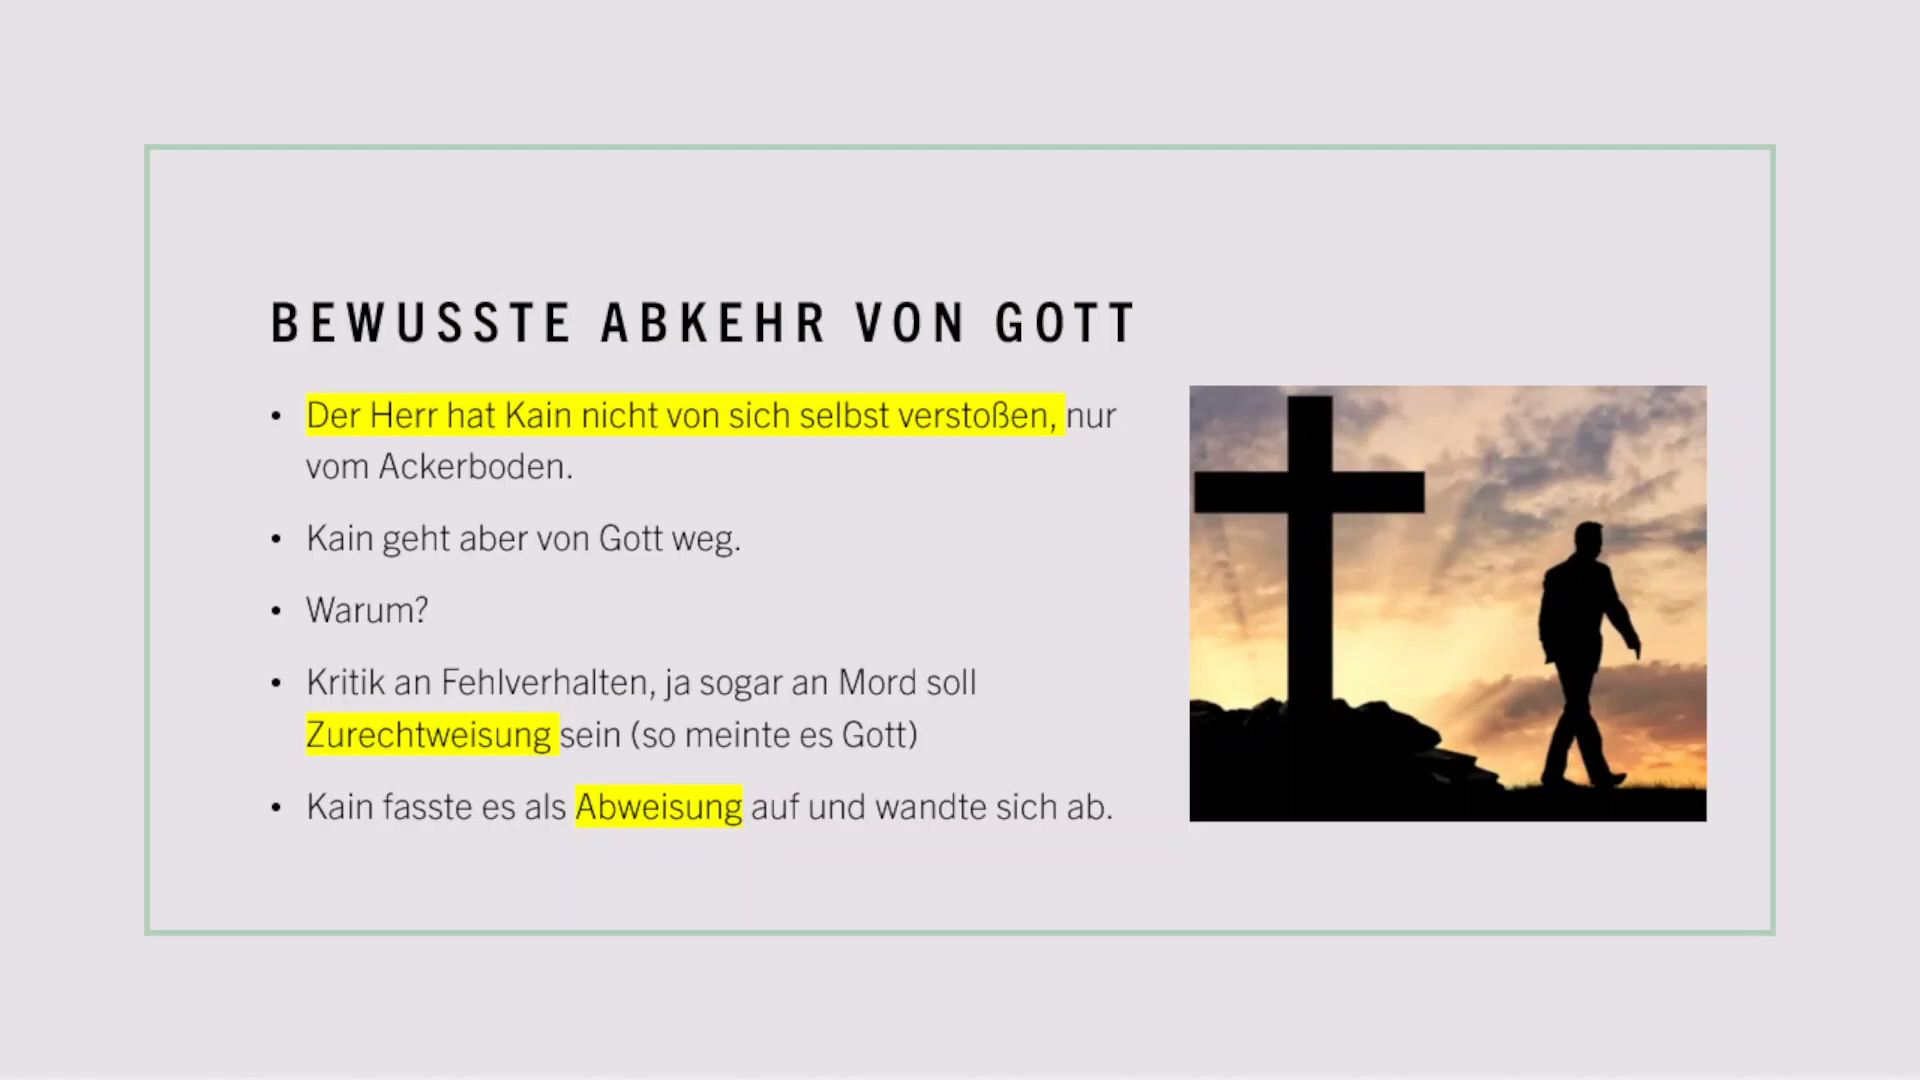 BEWUSSTE ABKEHR VON GOTT
• Der Herr hat Kain nicht von sich selbst verstoßen, nur
vom Ackerboden.
• Kain geht aber von Gott weg.
• Warum?
• Kritik an Fehlverhalten, ja sogar an Mord soll
Zurechtweisung sein (so meinte es Gott)
• Kain fasste es als Abweisung auf und wandte sich ab.